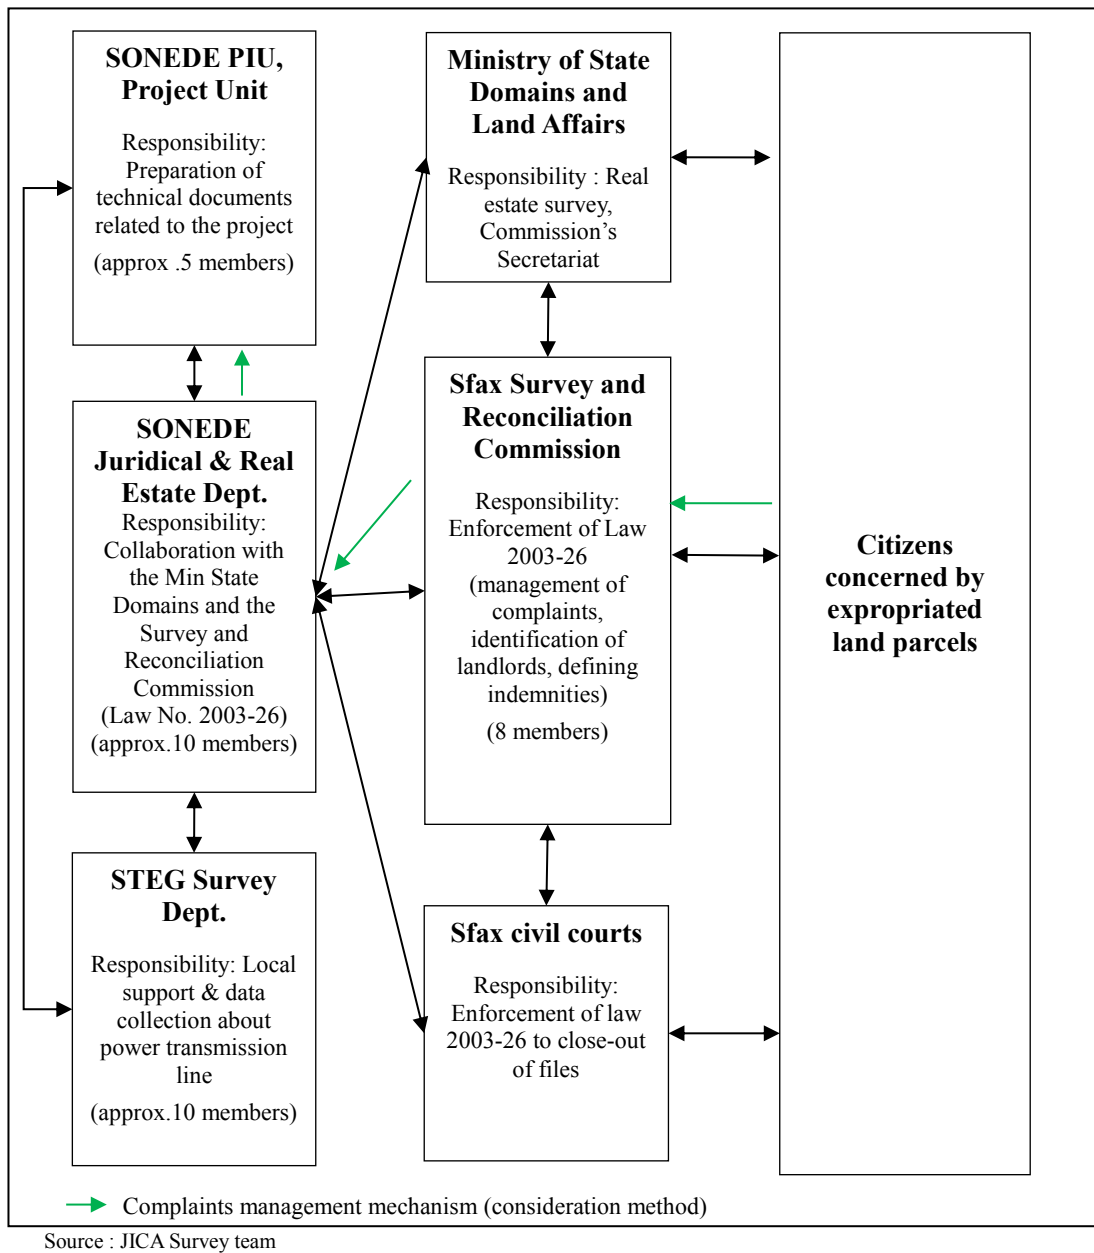 SONEDE PIU,
Project Unit
Responsibility:
Preparation of
technical documents
related to the project
(approx .5 members)
SONEDE
Juridical & Real
Estate Dept.
Responsibility:
Collaboration with
the Min State
Domains and the
Survey and
Reconciliation
Commission
(Law No. 2003-26)
(approx.10 members)
STEG Survey
Dept.
Responsibility: Local
support & data
collection about
power transmission
line
(approx.10 members)
Ministry of State
Domains and
Land Affairs
Responsibility : Real
estate survey,
Commission’s
Secretariat
Sfax Survey and
Reconciliation
Commission
Responsibility:
Enforcement of Law
2003-26
(management of
complaints,
identification of
landlords, defining
indemnities)
(8 members)
Sfax civil courts
Responsibility:
Enforcement of law
2003-26 to close-out
of files
Citizens
concerned by
expropriated
land parcels
Complaints management mechanism (consideration method)
Source : JICA Survey team